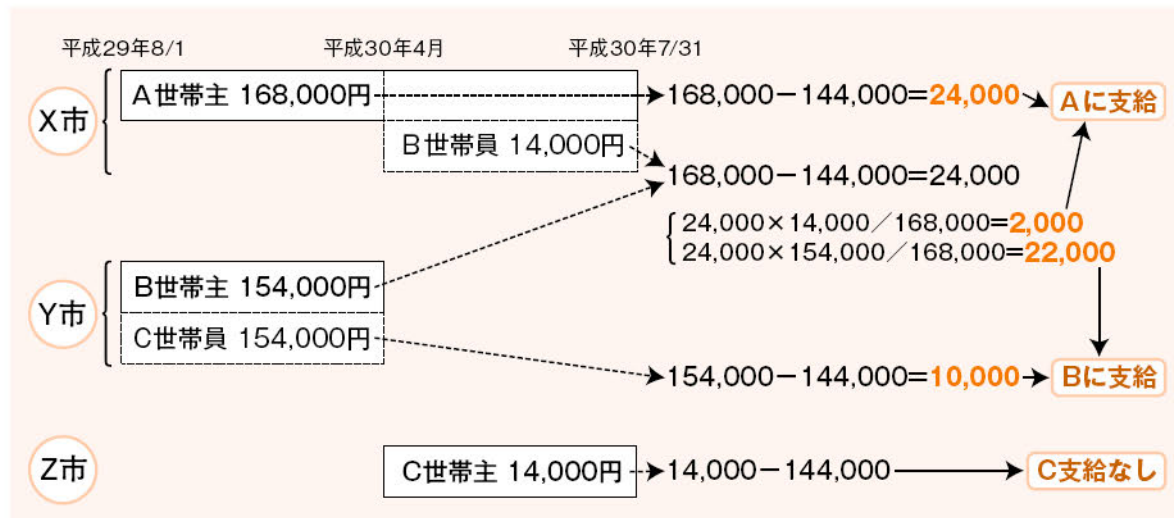 平成29年8/1 平成30年4月 平成30年7/31
X市
A世帯主 168,000円
168,000－144,000=24,000
Aに支給
B世帯員 14,000円
168,000－144,000=24,000
24,000×14,000／168,000=2,000
24,000×154,000／168,000=22,000
Y市
B世帯主 154,000円
C世帯員 154,000円
154,000－144,000=10,000
Bに支給
Z市
C世帯主 14,000円
14,000－144,000
C支給なし